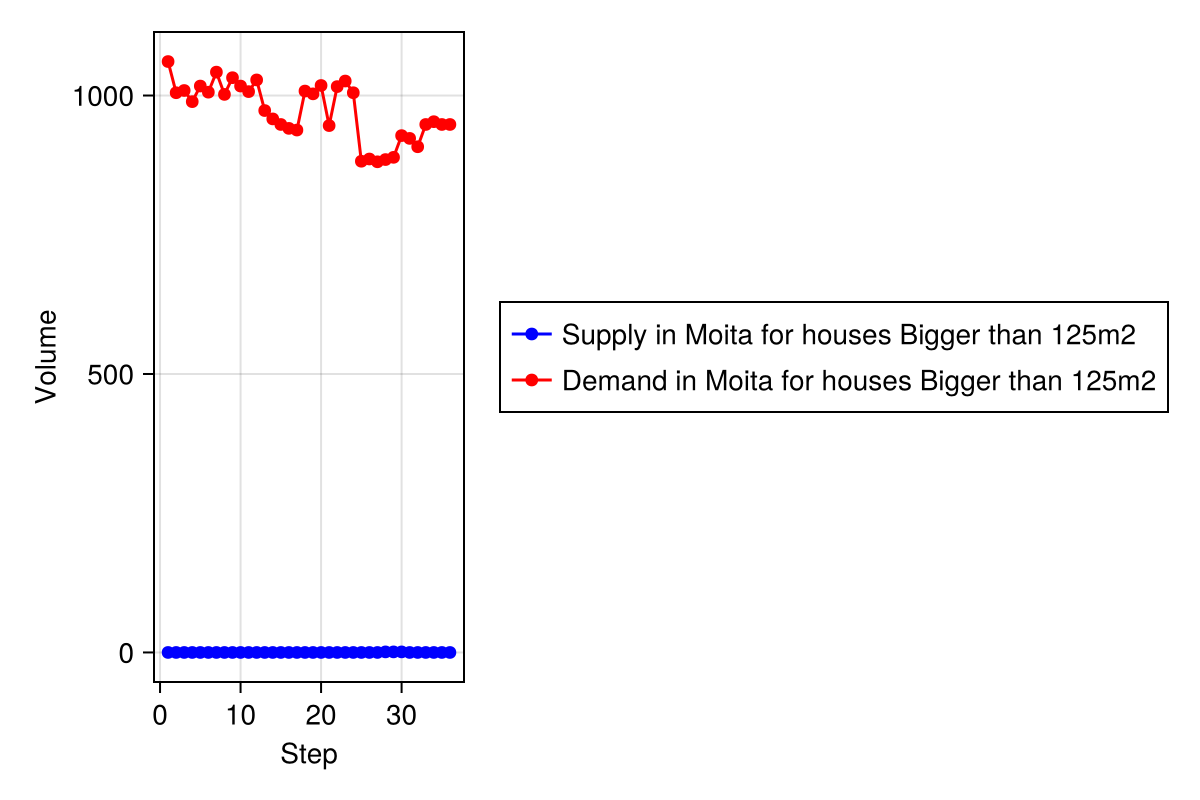 1000
500
0
Volume
0 10 20 30
Step
Supply in Moita for houses Bigger than 125m2
Demand in Moita for houses Bigger than 125m2